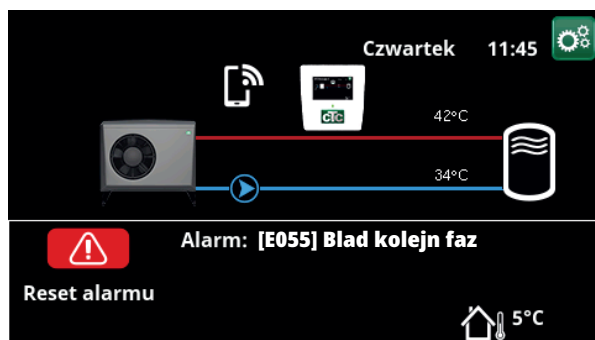 Czwartek 11:45
CTC
42°C
34°C
Alarm: [E055] Blad kolejn faz
Reset alarmu
5°C